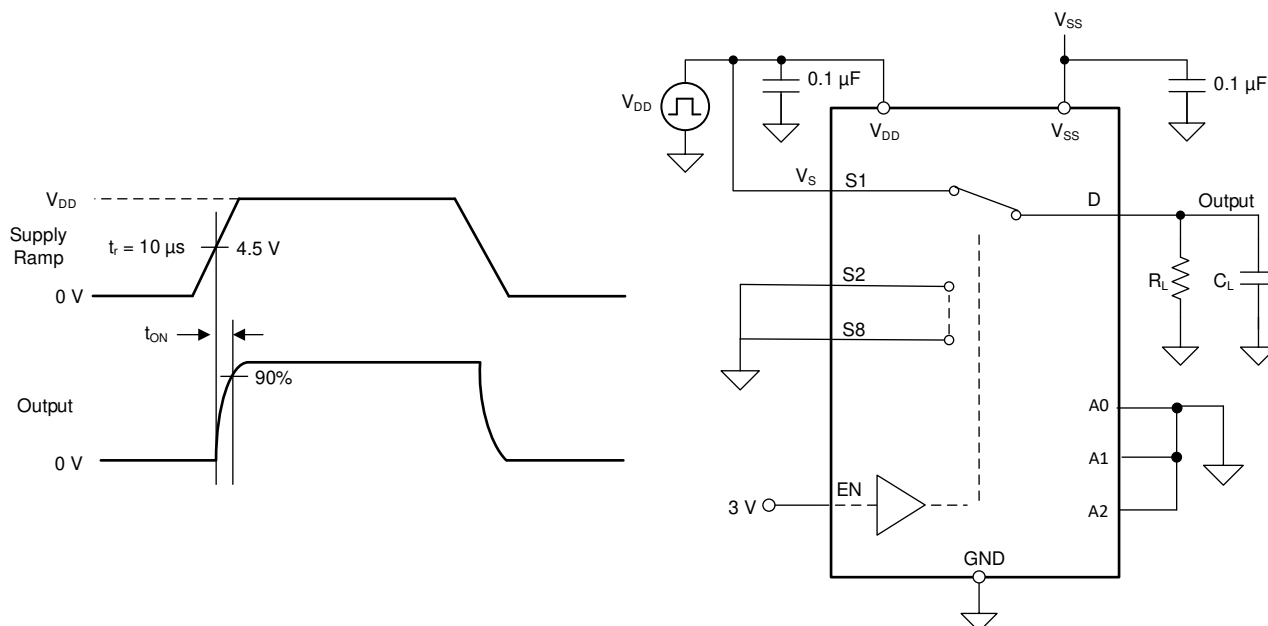 V_DD
Supply
Ramp
t_r = 10 µs
4.5 V
0 V
t_ON
90%
Output
0 V
V_SS
0.1 µF
0.1 µF
V_DD
V_DD
V_SS
V_S
S1
D
Output
S2
R_L
C_L
S8
A0
A1
3 V
EN
A2
GND